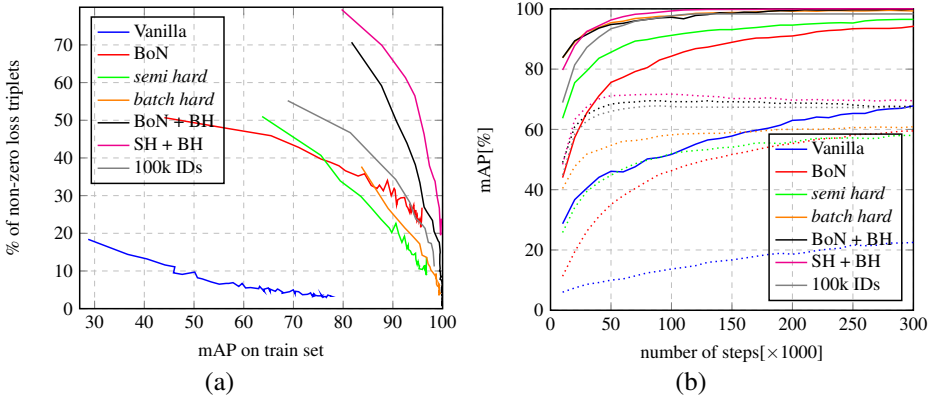 % of non-zero loss triplets
70
60
50
40
30
20
10
0
30 40 50 60 70 80 90 100
mAP on train set
Vanilla
BoN
semi hard
batch hard
BoN + BH
SH + BH
100k IDs
(a)
mAP[%]
100
80
60
40
20
0
0 50 100 150 200 250 300
number of steps[×1000]
Vanilla
BoN
semi hard
batch hard
BoN + BH
SH + BH
100k IDs
(b)